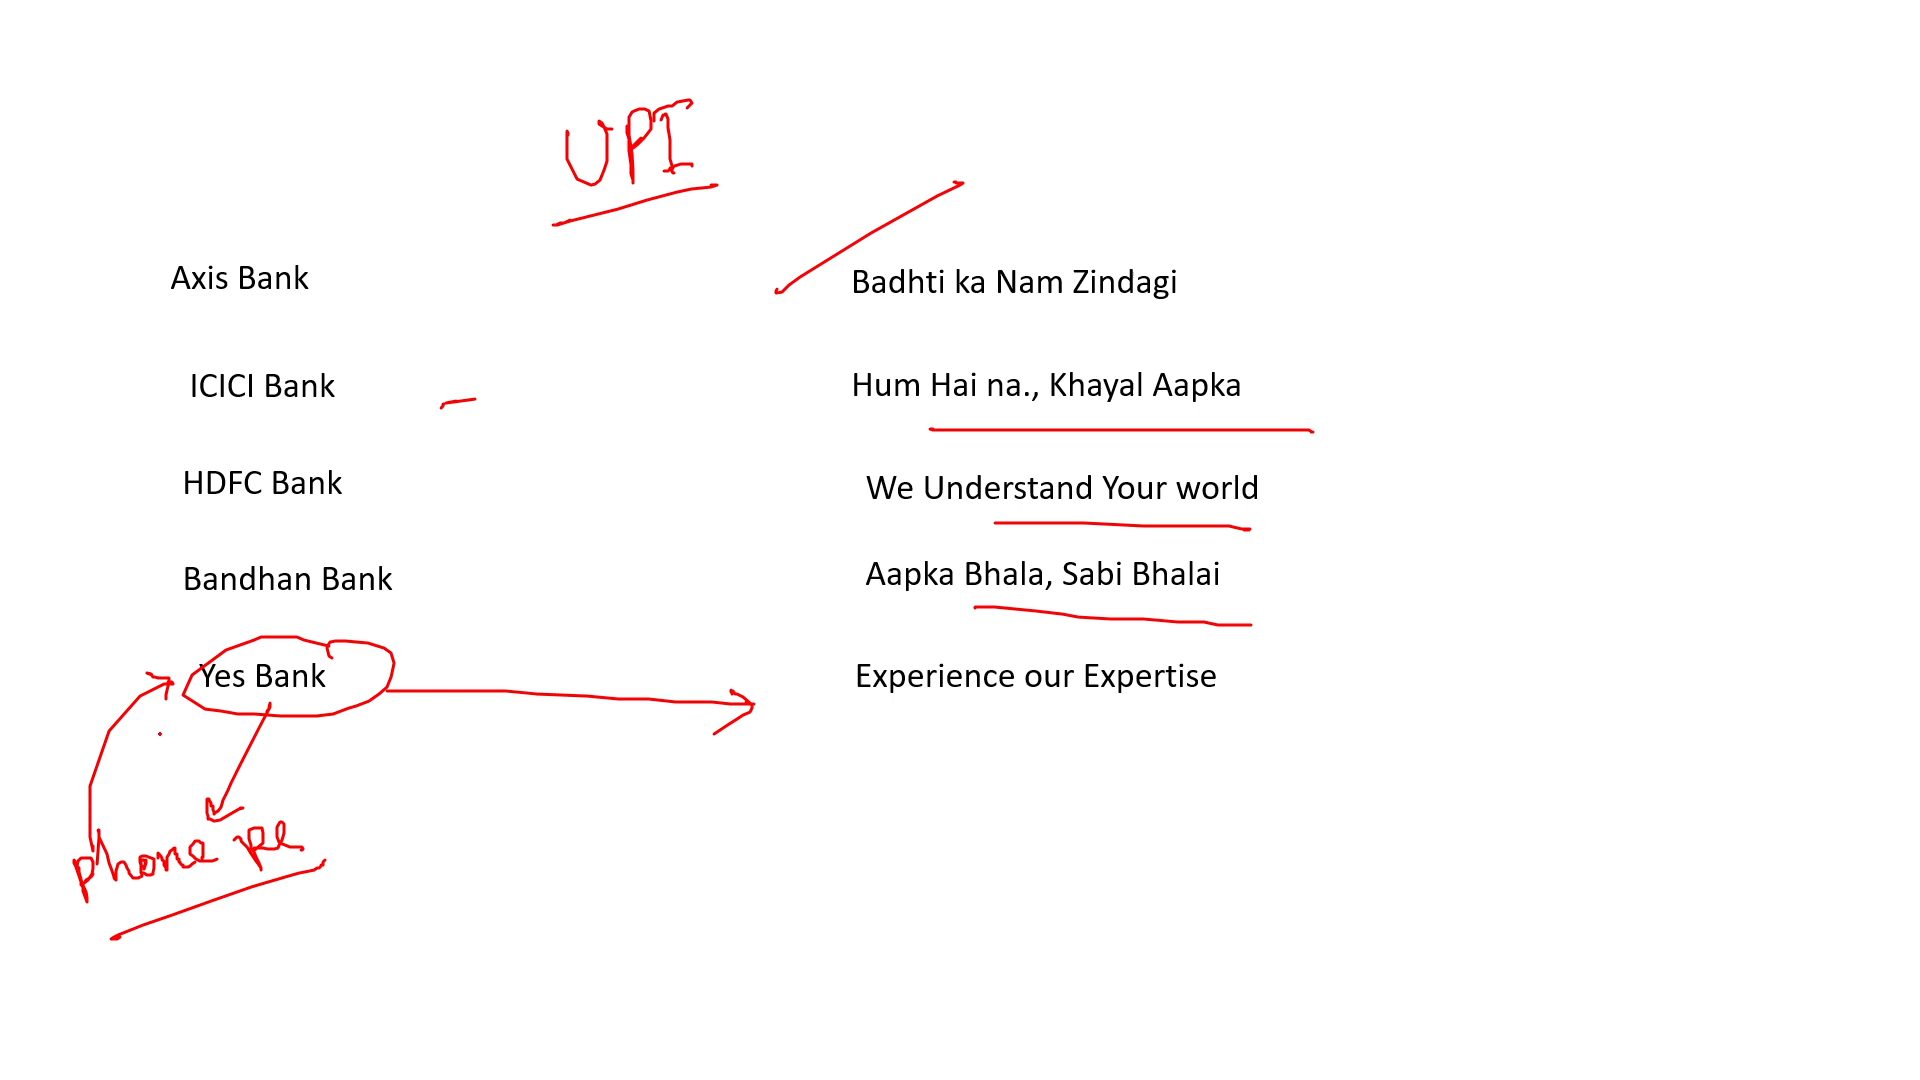 UPI
Axis Bank Badhti ka Nam Zindagi
ICICI Bank Hum Hai na., Khayal Aapka
HDFC Bank We Understand Your world
Bandhan Bank Aapka Bhala, Sabi Bhalai
Yes Bank Experience our Expertise
phone pe